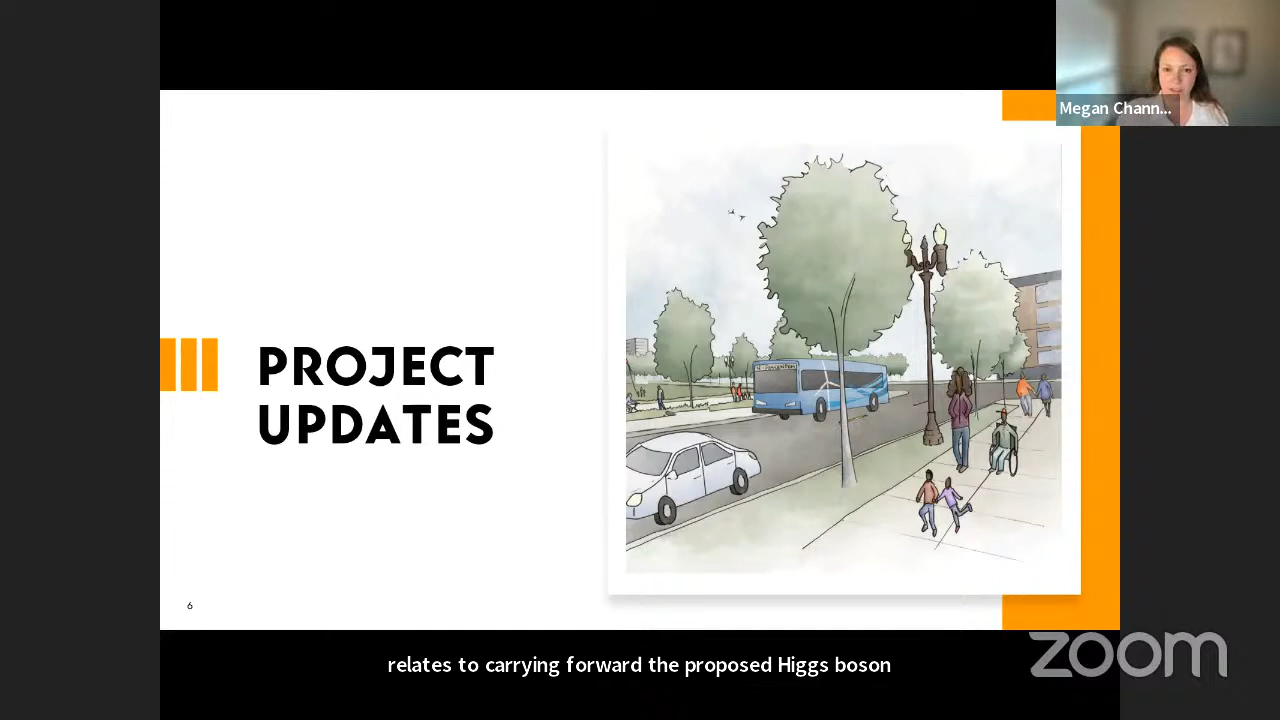 Megan Chann...
PROJECT
UPDATES
6
relates to carrying forward the proposed Higgs boson
zoom